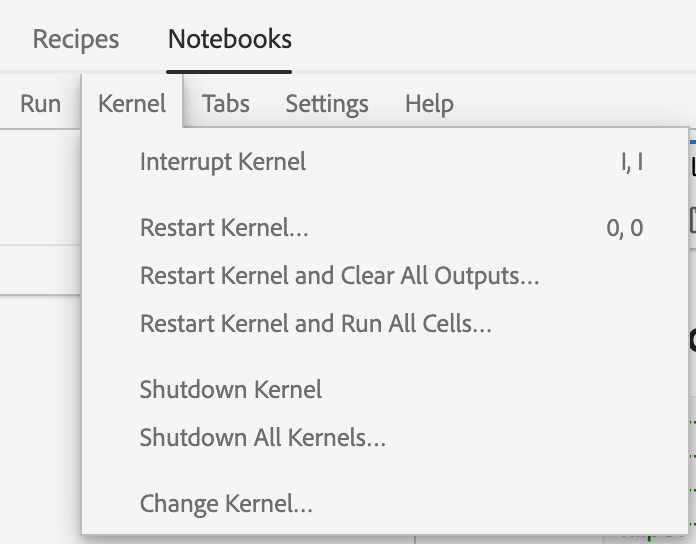 Recipes Notebooks
Run Kernel Tabs Settings Help
Interrupt Kernel I, I
Restart Kernel… 0, 0
Restart Kernel and Clear All Outputs…
Restart Kernel and Run All Cells…
Shutdown Kernel
Shutdown All Kernels…
Change Kernel…